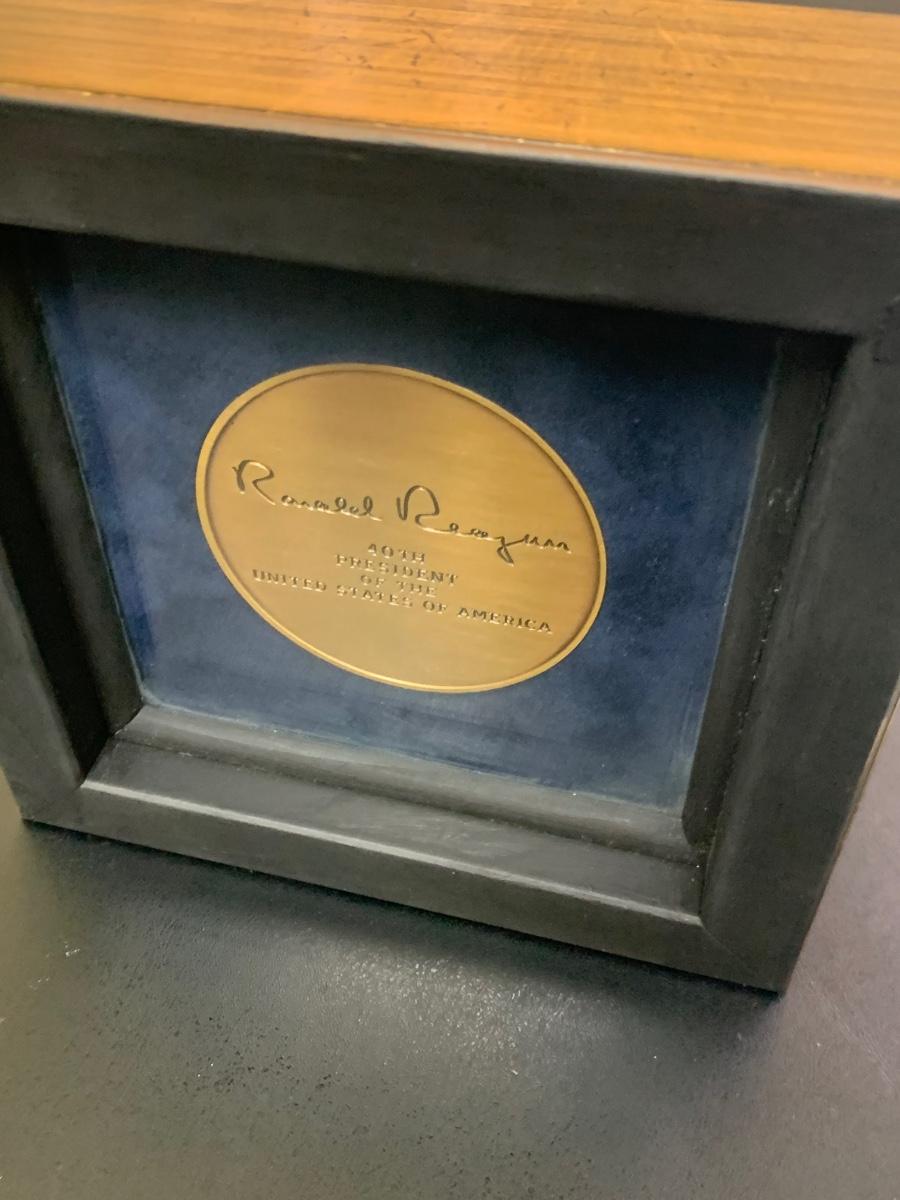 Ronald Reagan
40TH
PRESIDENT
OF THE
UNITED STATES OF AMERICA